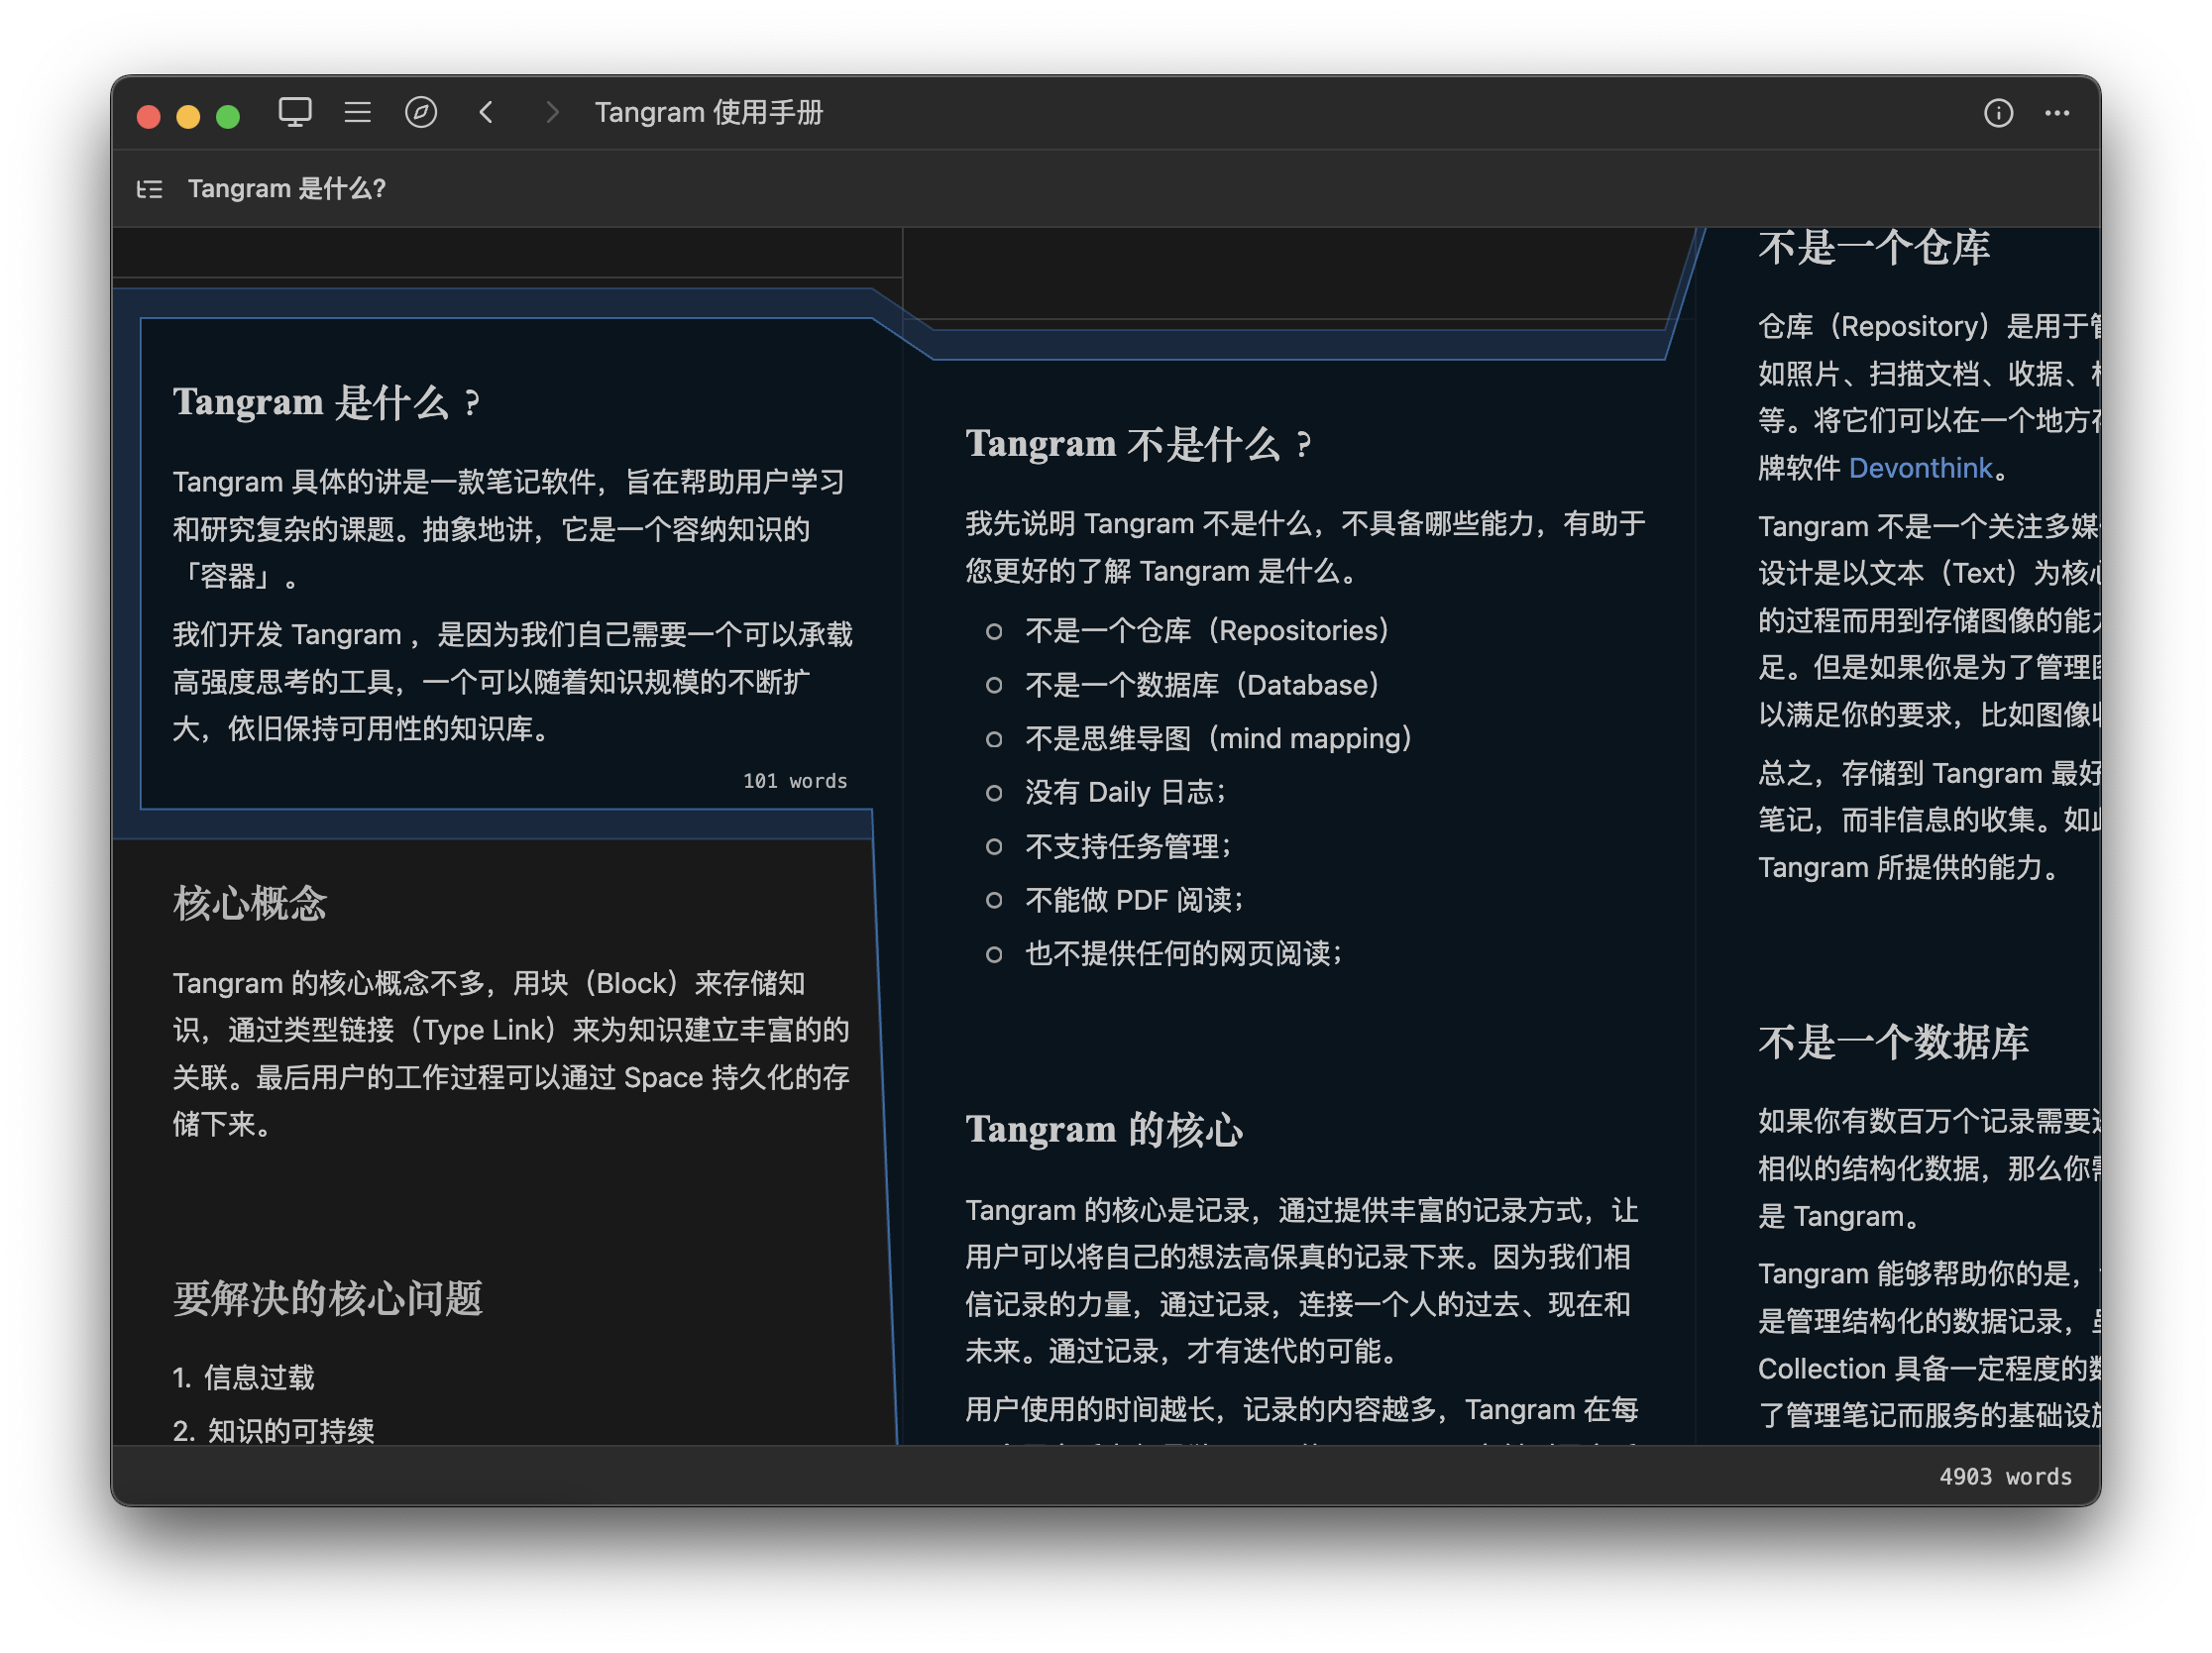 Tangram 使用手册
Tangram 是什么?
Tangram 是什么？
Tangram 具体的讲是一款笔记软件，旨在帮助用户学习
和研究复杂的课题。抽象地讲，它是一个容纳知识的
「容器」。
我们开发 Tangram ，是因为我们自己需要一个可以承载
高强度思考的工具，一个可以随着知识规模的不断扩
大，依旧保持可用性的知识库。
101 words
核心概念
Tangram 的核心概念不多，用块（Block）来存储知
识，通过类型链接（Type Link）来为知识建立丰富的的
关联。最后用户的工作过程可以通过 Space 持久化的存
储下来。
要解决的核心问题
1. 信息过载
2. 知识的可持续
Tangram 不是什么？
我先说明 Tangram 不是什么，不具备哪些能力，有助于
您更好的了解 Tangram 是什么。
不是一个仓库（Repositories）
不是一个数据库（Database）
不是思维导图（mind mapping）
没有 Daily 日志；
不支持任务管理；
不能做 PDF 阅读；
也不提供任何的网页阅读；
Tangram 的核心
Tangram 的核心是记录，通过提供丰富的记录方式，让
用户可以将自己的想法高保真的记录下来。因为我们相
信记录的力量，通过记录，连接一个人的过去、现在和
未来。通过记录，才有迭代的可能。
用户使用的时间越长，记录的内容越多，Tangram 在每
不是一个仓库
仓库（Repository）是用于
如照片、扫描文档、收据、
等。将它们可以在一个地方
牌软件 Devonthink。
Tangram 不是一个关注多媒
设计是以文本（Text）为核
的过程而用到存储图像的能
足。但是如果你是为了管理
以满足你的要求，比如图像
总之，存储到 Tangram 最好
笔记，而非信息的收集。如
Tangram 所提供的能力。
不是一个数据库
如果你有数百万个记录需要
相似的结构化数据，那么你
是 Tangram。
Tangram 能够帮助你的是，
是管理结构化的数据记录，
Collection 具备一定程度的
了管理笔记而服务的基础设
4903 words